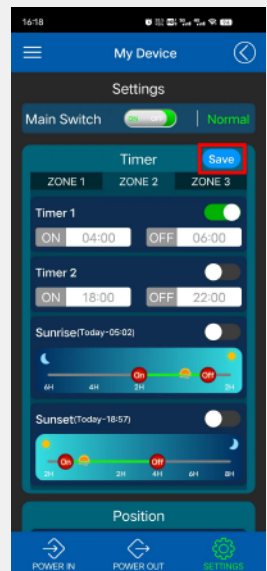 16:18
My Device
Settings
Main Switch ON OFF | Normal
Timer Save
ZONE 1 ZONE 2 ZONE 3
Timer 1
ON 04:00 OFF 06:00
Timer 2
ON 18:00 OFF 22:00
Sunrise(Today-05:02)
On Off
6H 4H 2H 2H
Sunset(Today-18:57)
On Off
2H 2H 4H 6H 8H
Position
POWER IN POWER OUT SETTINGS